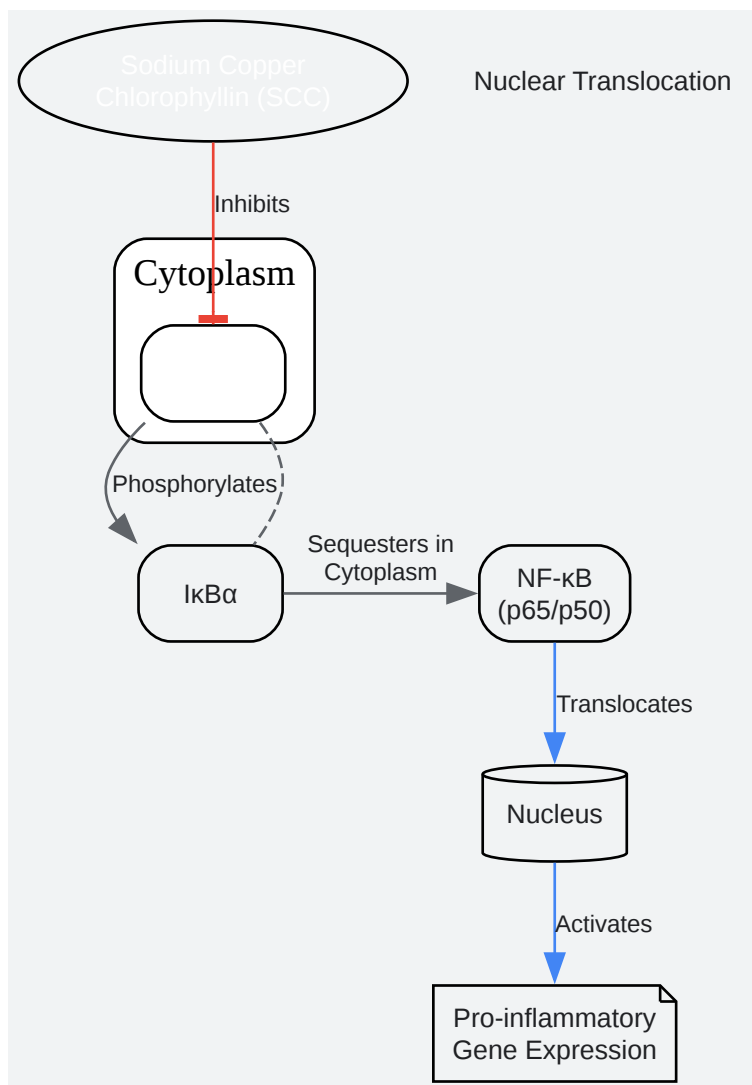 Sodium Copper
Chlorophyllin (SCC)
Nuclear Translocation
Inhibits
Cytoplasm
Phosphorylates
Sequesters in
Cytoplasm
IκBα
NF-κB
(p65/p50)
Translocates
Nucleus
Activates
Pro-inflammatory
Gene Expression